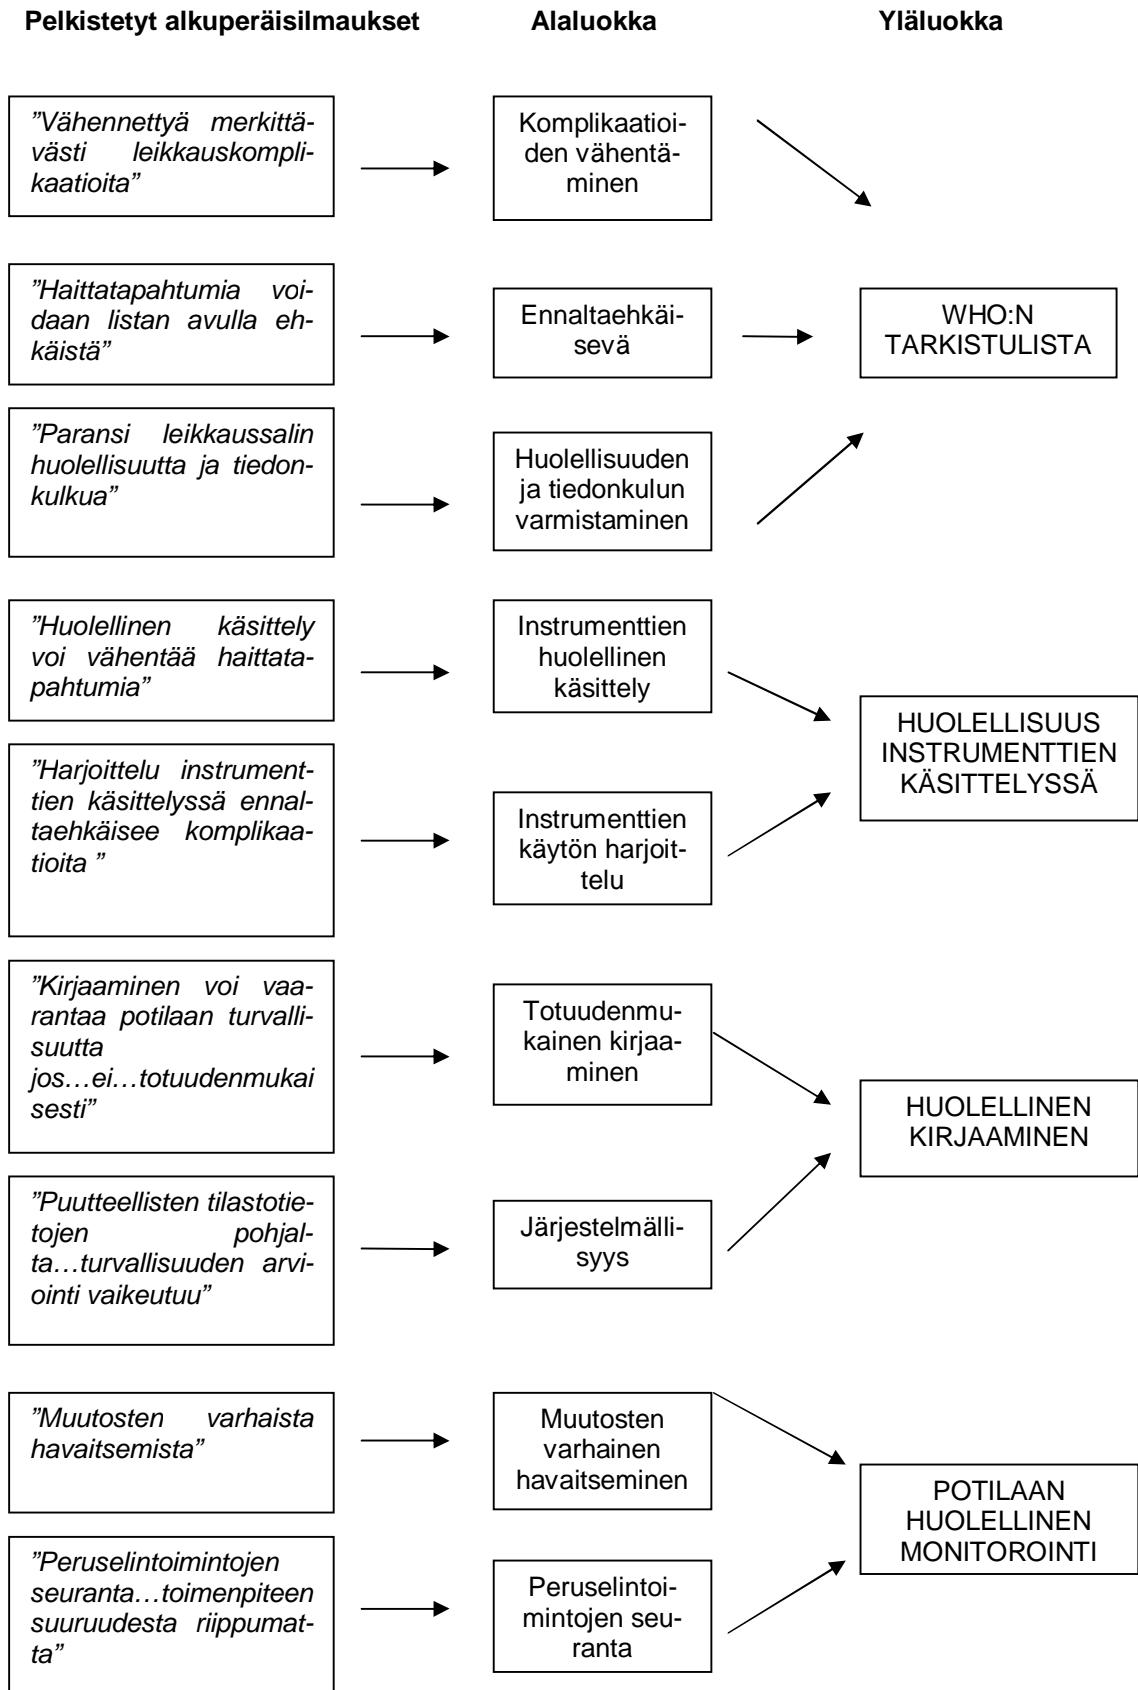 Pelkistetyt alkuperäisilmaukset Alaluokka Yläluokka
”Vähennettyä merkittä-
västi leikkauskompli-
kaatioita”
Komplikaatioi-
den vähentä-
minen
”Haittatapahtumia voi-
daan listan avulla eh-
käistä”
Ennaltaehkäi-
sevä
WHO:N
TARKISTULISTA
”Paransi leikkaussalin
huolellisuutta ja tiedon-
kulkua”
Huolellisuuden
ja tiedonkulun
varmistaminen
”Huolellinen käsittely
voi vähentää haittata-
pahtumia”
Instrumenttien
huolellinen
käsittely
HUOLELLISUUS
INSTRUMENTTIEN
KÄSITTELYSSÄ
”Harjoittelu instrument-
tien käsittelyssä ennal-
taehkäisee komplikaa-
tioita ”
Instrumenttien
käytön harjoit-
telu
”Kirjaaminen voi vaa-
rantaa potilaan turvalli-
suutta
jos…ei…totuudenmukai
sesti”
Totuudenmu-
kainen kirjaa-
minen
HUOLELLINEN
KIRJAAMINEN
”Puutteellisten tilastotie-
tojen pohjal-
ta…turvallisuuden arvi-
ointi vaikeutuu”
Järjestelmälli-
syys
”Muutosten varhaista
havaitsemista”
Muutosten
varhainen
havaitseminen
POTILAAN
HUOLELLINEN
MONITOROINTI
”Peruselintoimintojen
seuranta…toimenpiteen
suuruudesta riippumat-
ta”
Peruselintoi-
mintojen seu-
ranta